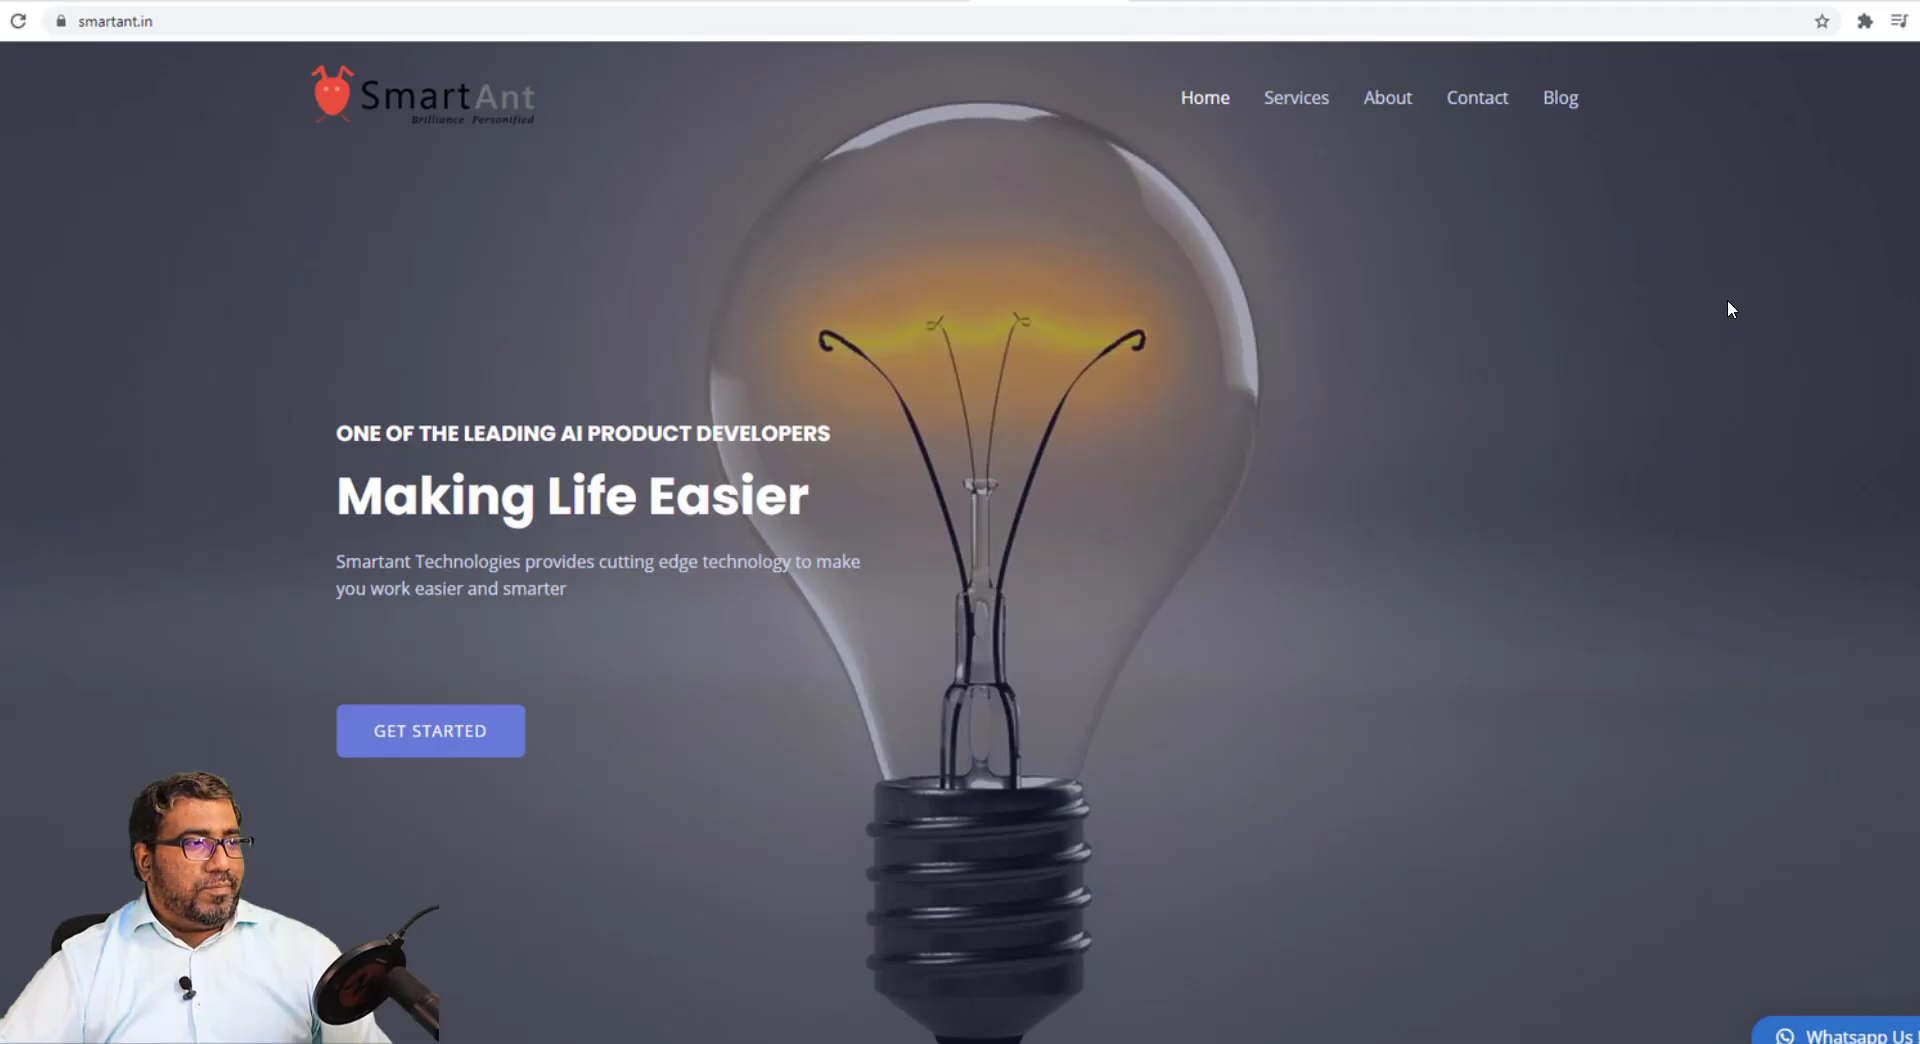 smartant.in
SmartAnt
Brilliance Personified
Home Services About Contact Blog
ONE OF THE LEADING AI PRODUCT DEVELOPERS
Making Life Easier
Smartant Technologies provides cutting edge technology to make
you work easier and smarter
GET STARTED
Whatsapp Us